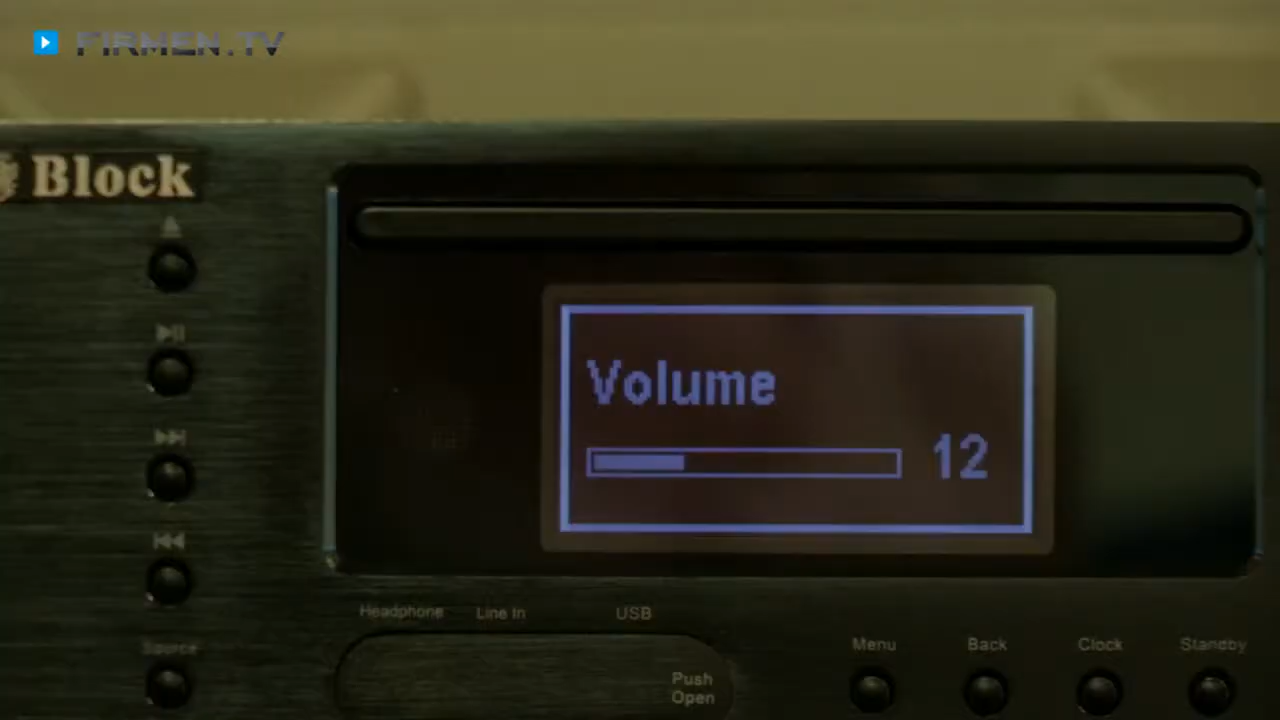 FIRMEN.TV
Block
Volume
12
Headphone
Line In
USB
Source
Push
Open
Menu
Back
Clock
Standby